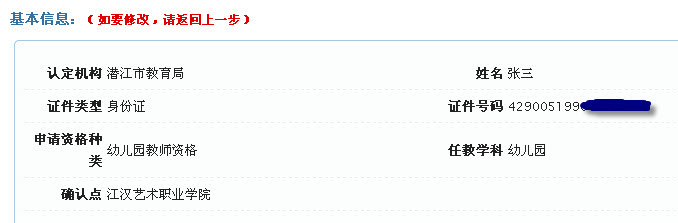 基本信息：（如要修改，请返回上一步）
认定机构 潜江市教育局 姓名 张三
证件类型 身份证 证件号码 429005199
申请资格种类 幼儿园教师资格 任教学科 幼儿园
确认点 江汉艺术职业学院